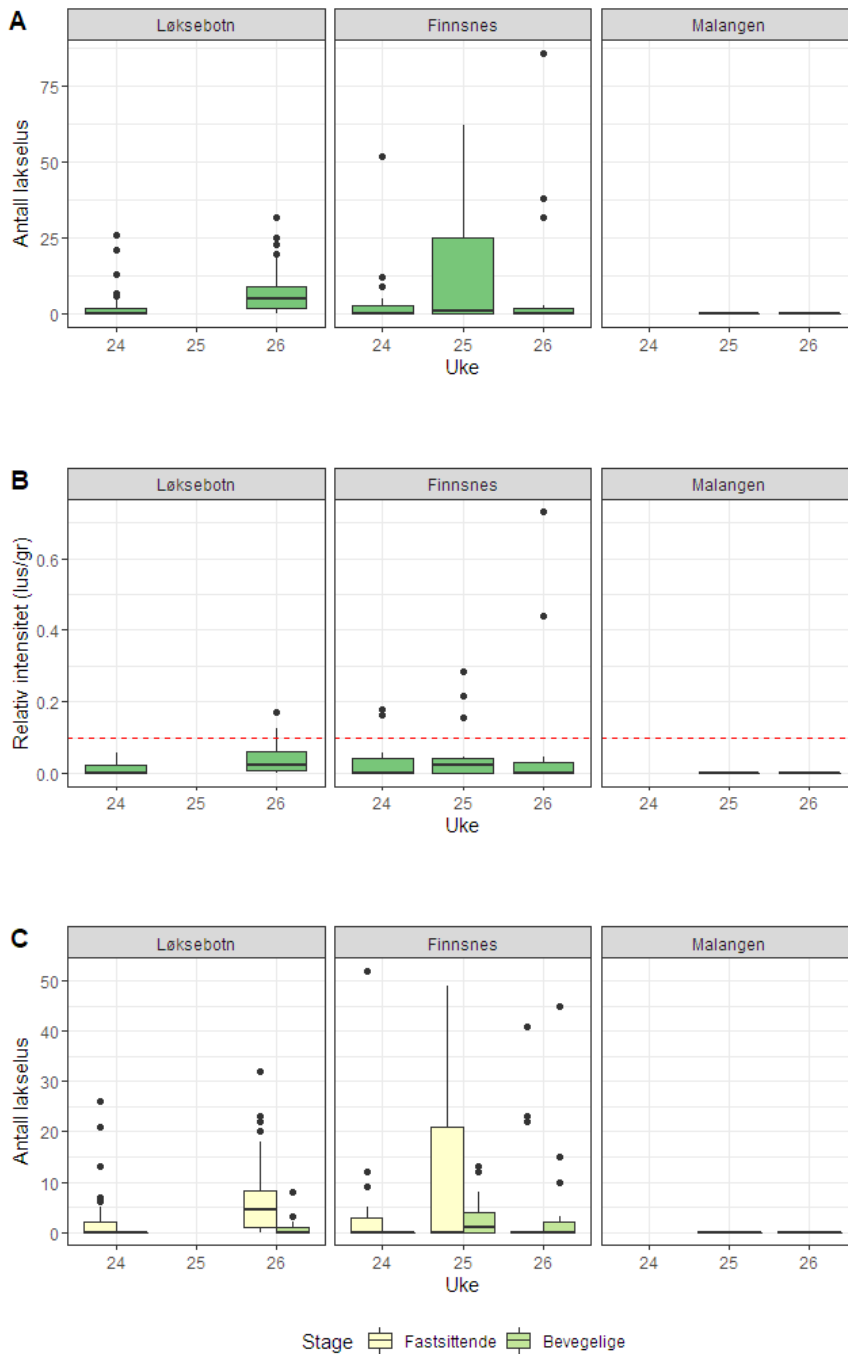 A
Løksebotn Finnsnes Malangen
Antall lakselus
75
50
25
0
24 25 26 24 25 26 24 25 26
Uke
B
Løksebotn Finnsnes Malangen
Relativ intensitet (lus/gr)
0.6
0.4
0.2
0.0
24 25 26 24 25 26 24 25 26
Uke
C
Løksebotn Finnsnes Malangen
Antall lakselus
50
40
30
20
10
0
24 25 26 24 25 26 24 25 26
Uke
Stage Fastsittende Bevegelige